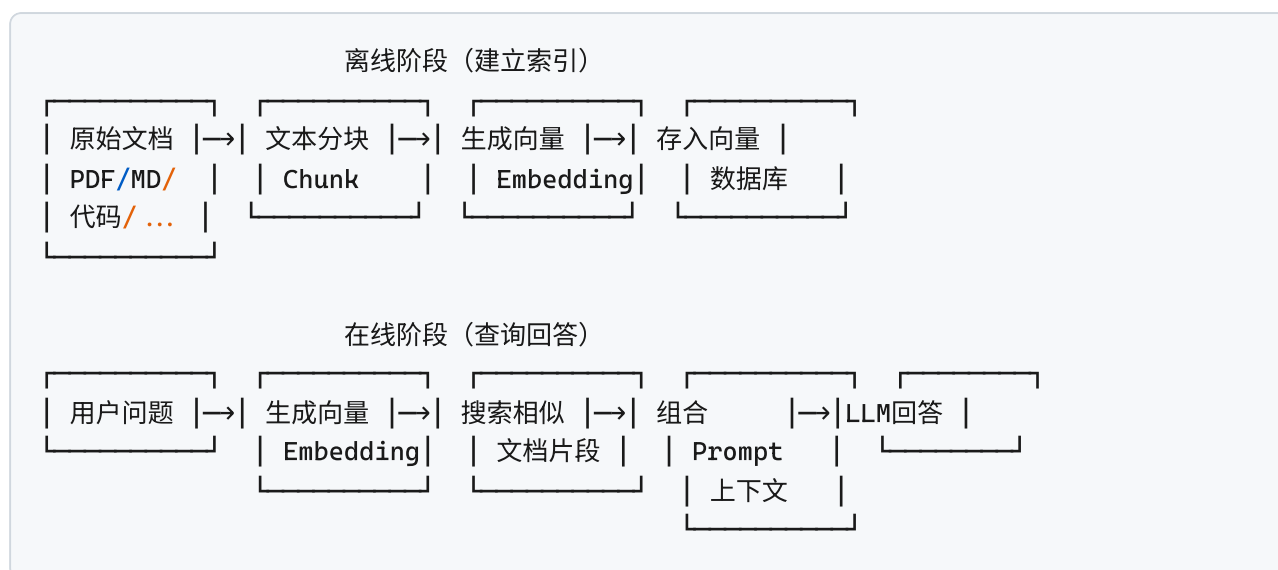 离线阶段（建立索引）
┌─────────┐ ┌─────────┐ ┌─────────┐ ┌─────────┐
│ 原始文档 │─→│ 文本分块 │─→│ 生成向量 │─→│ 存入向量 │
│ PDF/MD/ │ │ Chunk │ │ Embedding│ │ 数据库 │
│ 代码/ ... │ └─────────┘ └─────────┘ └─────────┘
└─────────┘
在线阶段（查询回答）
┌─────────┐ ┌─────────┐ ┌─────────┐ ┌─────────┐ ┌───────┐
│ 用户问题 │─→│ 生成向量 │─→│ 搜索相似 │─→│ 组合 │─→│LLM回答 │
└─────────┘ │ Embedding│ │ 文档片段 │ │ Prompt │ └───────┘
└─────────┘ └─────────┘ │ 上下文 │
└─────────┘